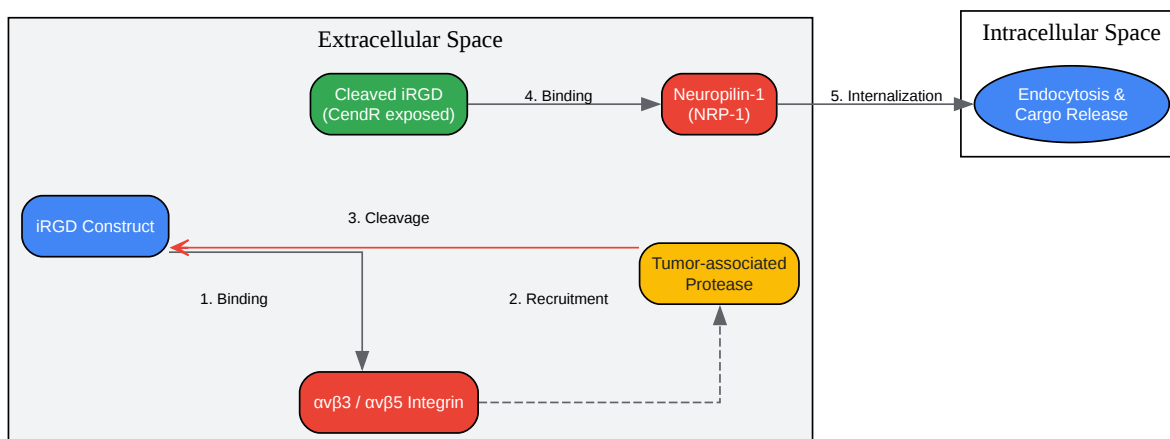 Extracellular Space
Intracellular Space
Cleaved iRGD
(CendR exposed)
4. Binding
Neuropilin-1
(NRP-1)
5. Internalization
Endocytosis &
Cargo Release
iRGD Construct
3. Cleavage
Tumor-associated
Protease
1. Binding
2. Recruitment
αvβ3 / αvβ5 Integrin